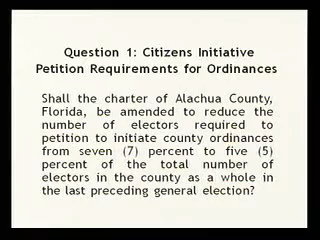 Question 1: Citizens Initiative
Petition Requirements for Ordinances
Shall the charter of Alachua County,
Florida, be amended to reduce the
number of electors required to
petition to initiate county ordinances
from seven (7) percent to five (5)
percent of the total number of
electors in the county as a whole in
the last preceding general election?